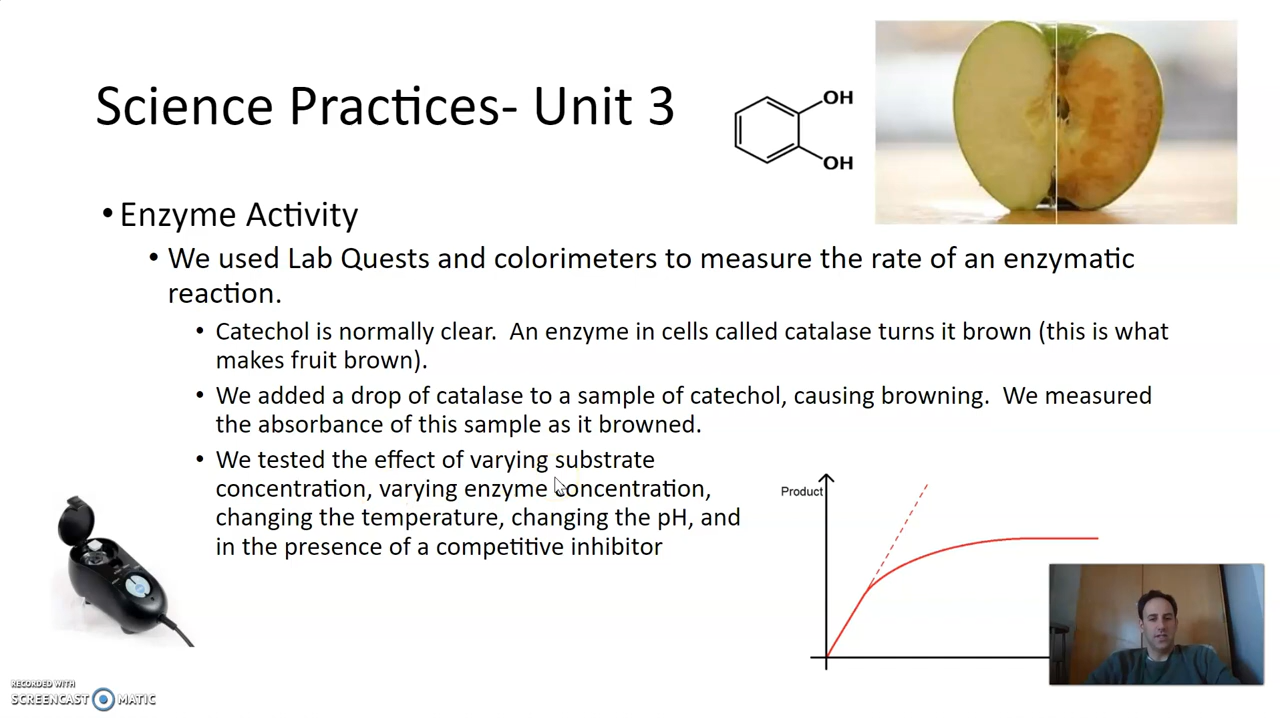 Science Practices- Unit 3
OH
OH
• Enzyme Activity
• We used Lab Quests and colorimeters to measure the rate of an enzymatic
reaction.
• Catechol is normally clear.  An enzyme in cells called catalase turns it brown (this is what
makes fruit brown).
• We added a drop of catalase to a sample of catechol, causing browning.  We measured
the absorbance of this sample as it browned.
• We tested the effect of varying substrate
concentration, varying enzyme concentration,
changing the temperature, changing the pH, and
in the presence of a competitive inhibitor
Product
RECORDED WITH
SCREENCAST MATIC